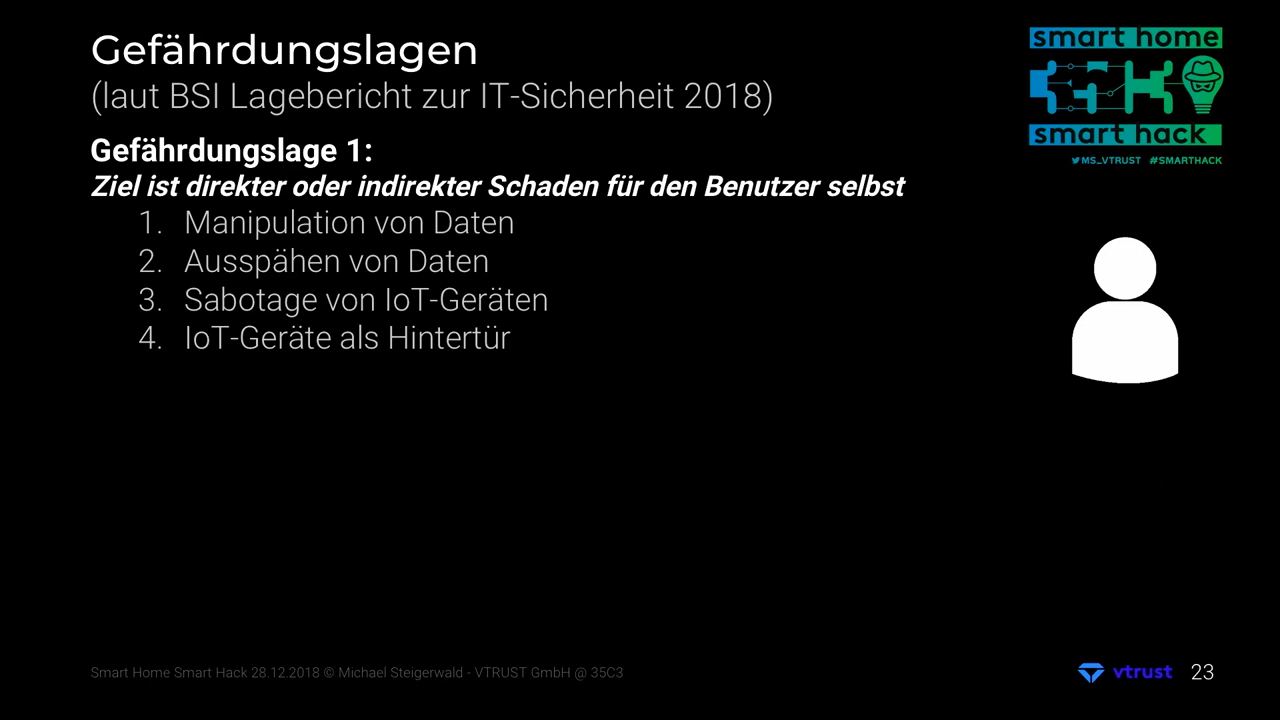 Gefährdungslagen
(laut BSI Lagebericht zur IT-Sicherheit 2018)
smart home
smart hack
MS_VTRUST #SMARTHACK
Gefährdungslage 1:
Ziel ist direkter oder indirekter Schaden für den Benutzer selbst
1. Manipulation von Daten
2. Ausspähen von Daten
3. Sabotage von IoT-Geräten
4. IoT-Geräte als Hintertür
Smart Home Smart Hack 28.12.2018 © Michael Steigerwald - VTRUST GmbH @ 35C3
vtrust 23